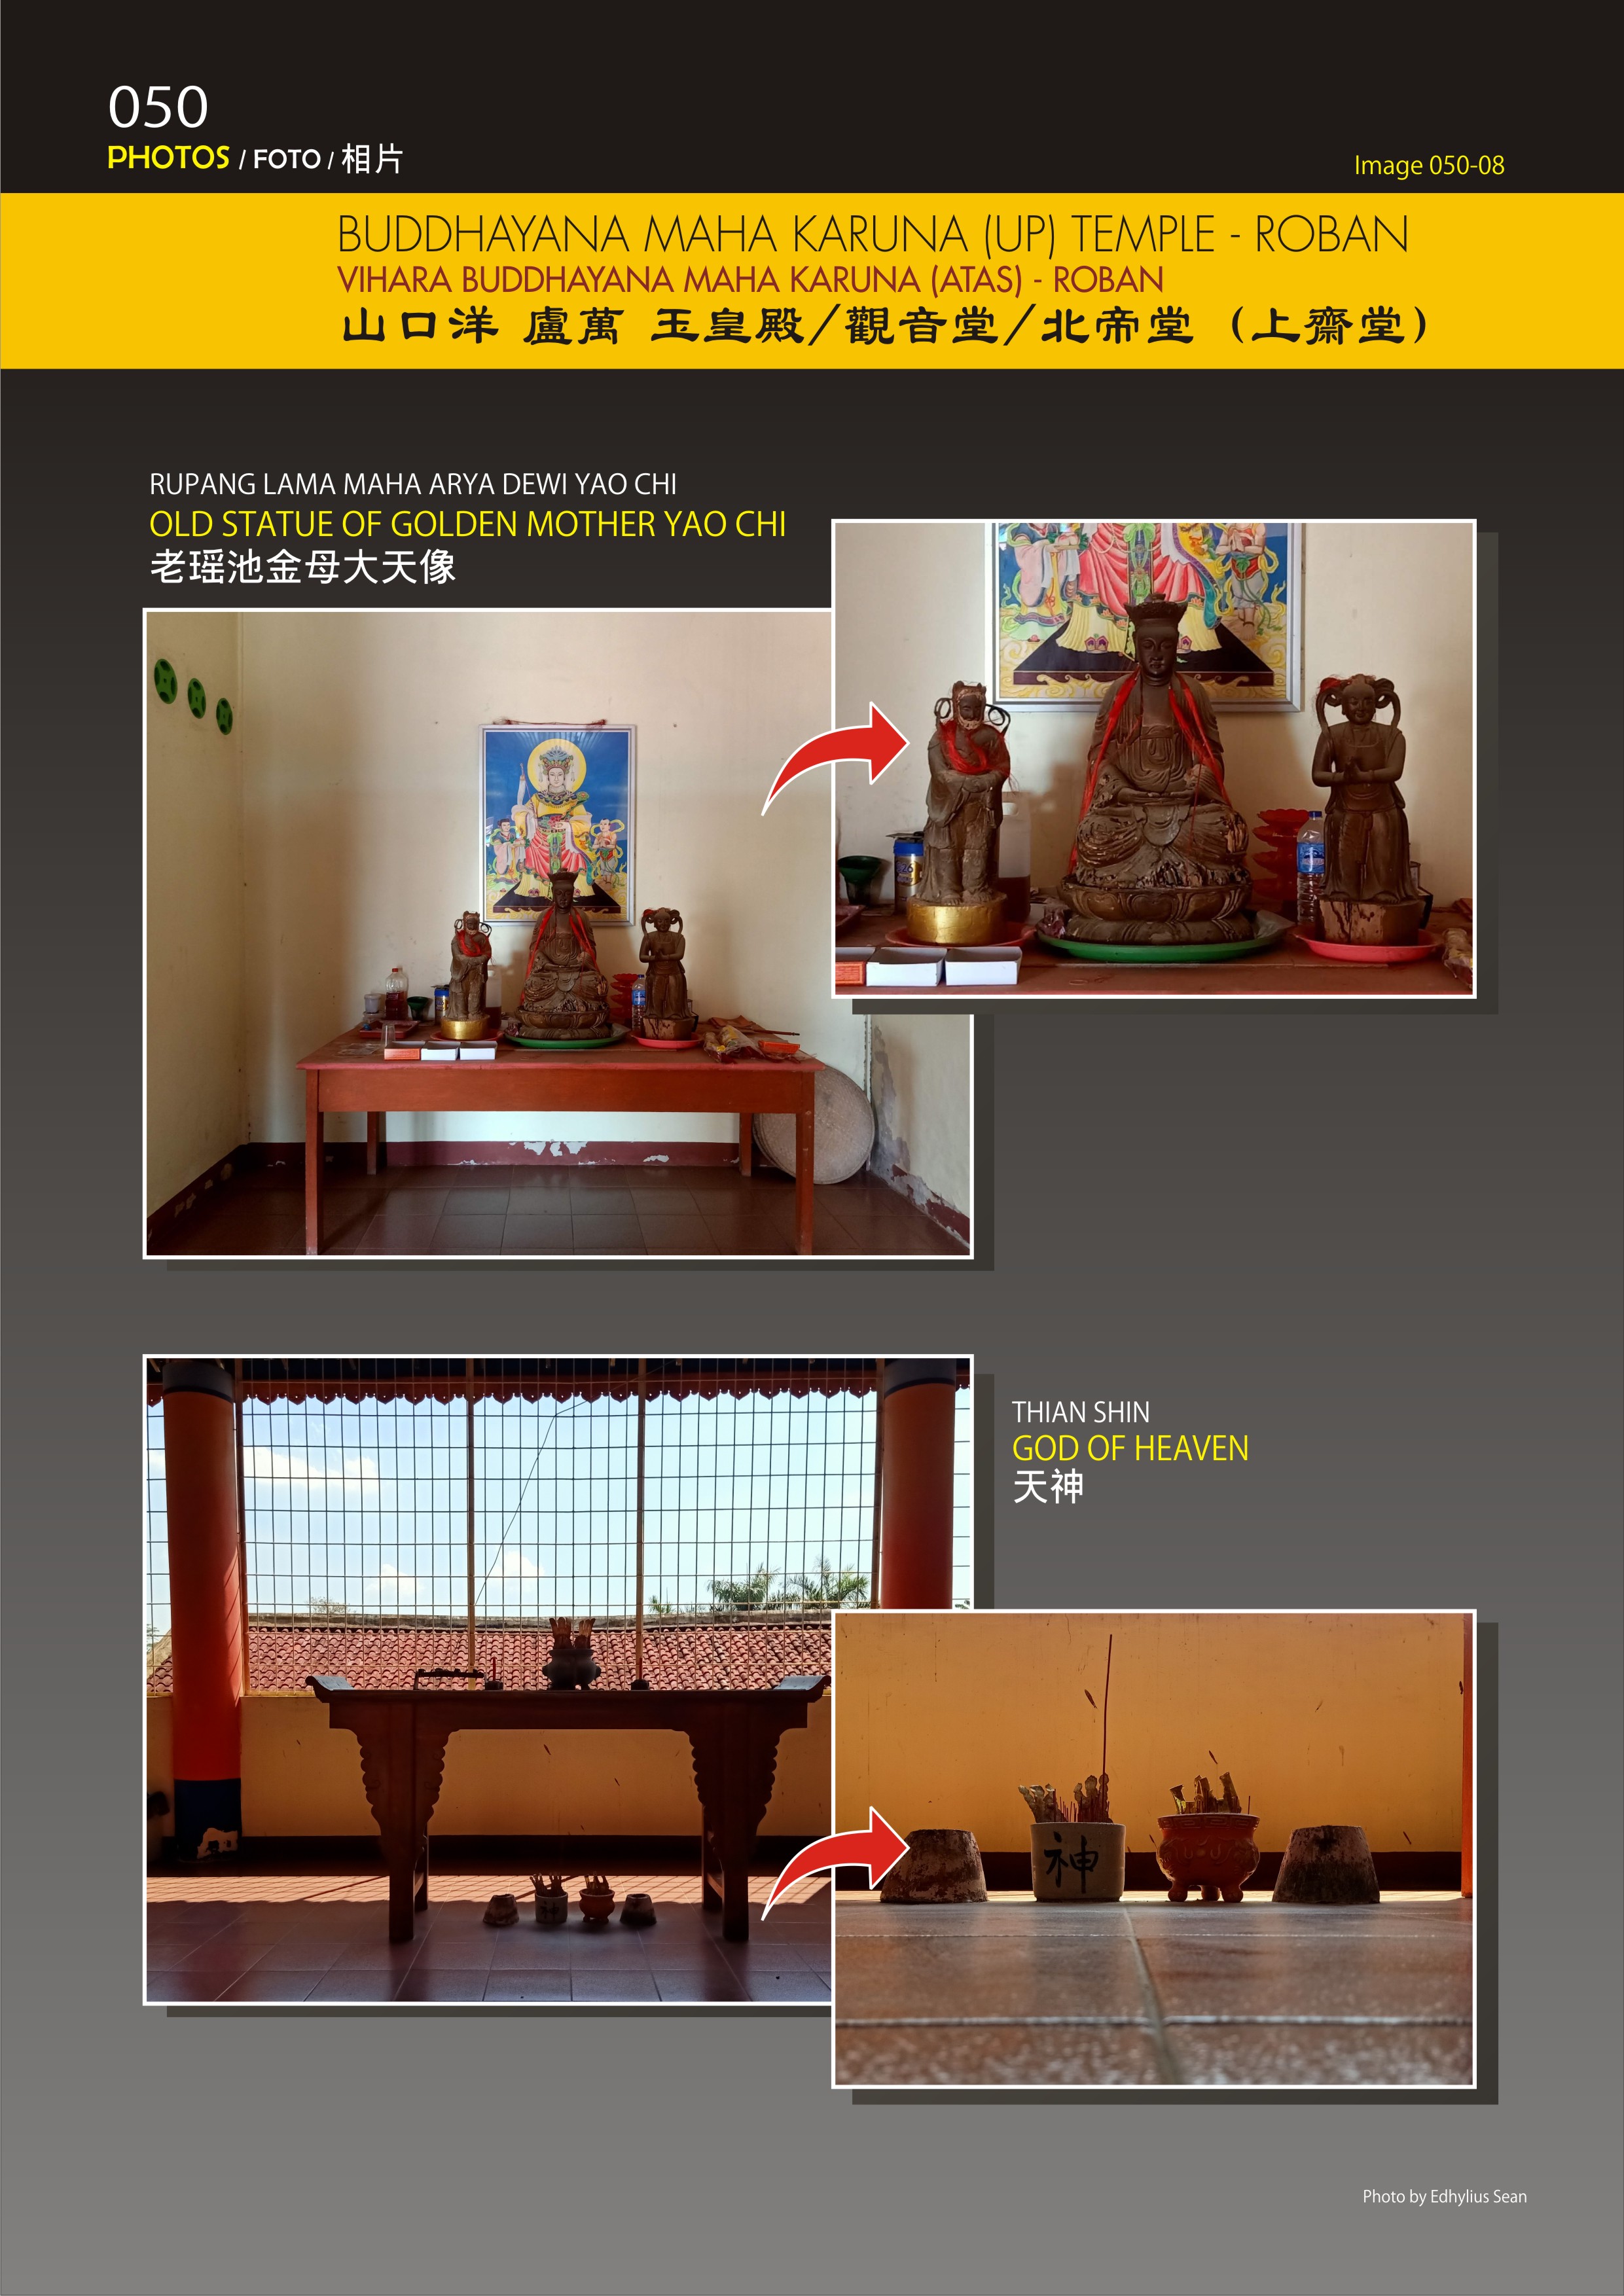 050
PHOTOS / FOTO / 相片
Image 050-08
BUDDHAYANA MAHA KARUNA (UP) TEMPLE - ROBAN
VIHARA BUDDHAYANA MAHA KARUNA (ATAS) - ROBAN
山口洋 盧萬 玉皇殿/觀音堂/北帝堂 (上齋堂)
RUPANG LAMA MAHA ARYA DEWI YAO CHI
OLD STATUE OF GOLDEN MOTHER YAO CHI
老瑶池金母大天像
THIAN SHIN
GOD OF HEAVEN
天神
神
Photo by Edhylius Sean